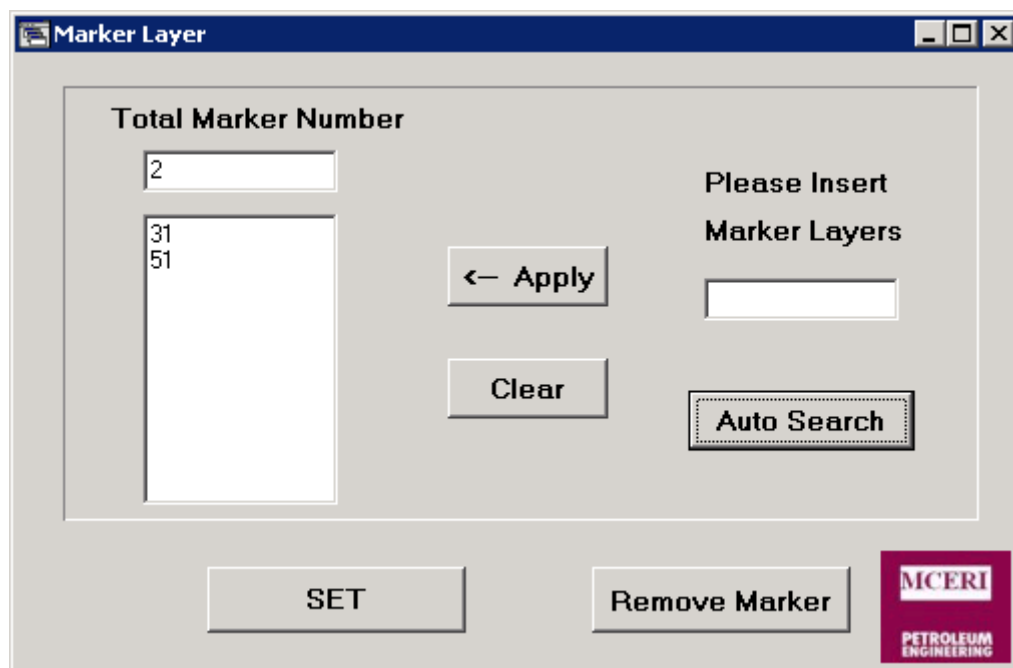 Marker Layer
Total Marker Number
2
31
51
<— Apply
Clear
Please Insert
Marker Layers
Auto Search
SET
Remove Marker
MCERI
PETROLEUM
ENGINEERING